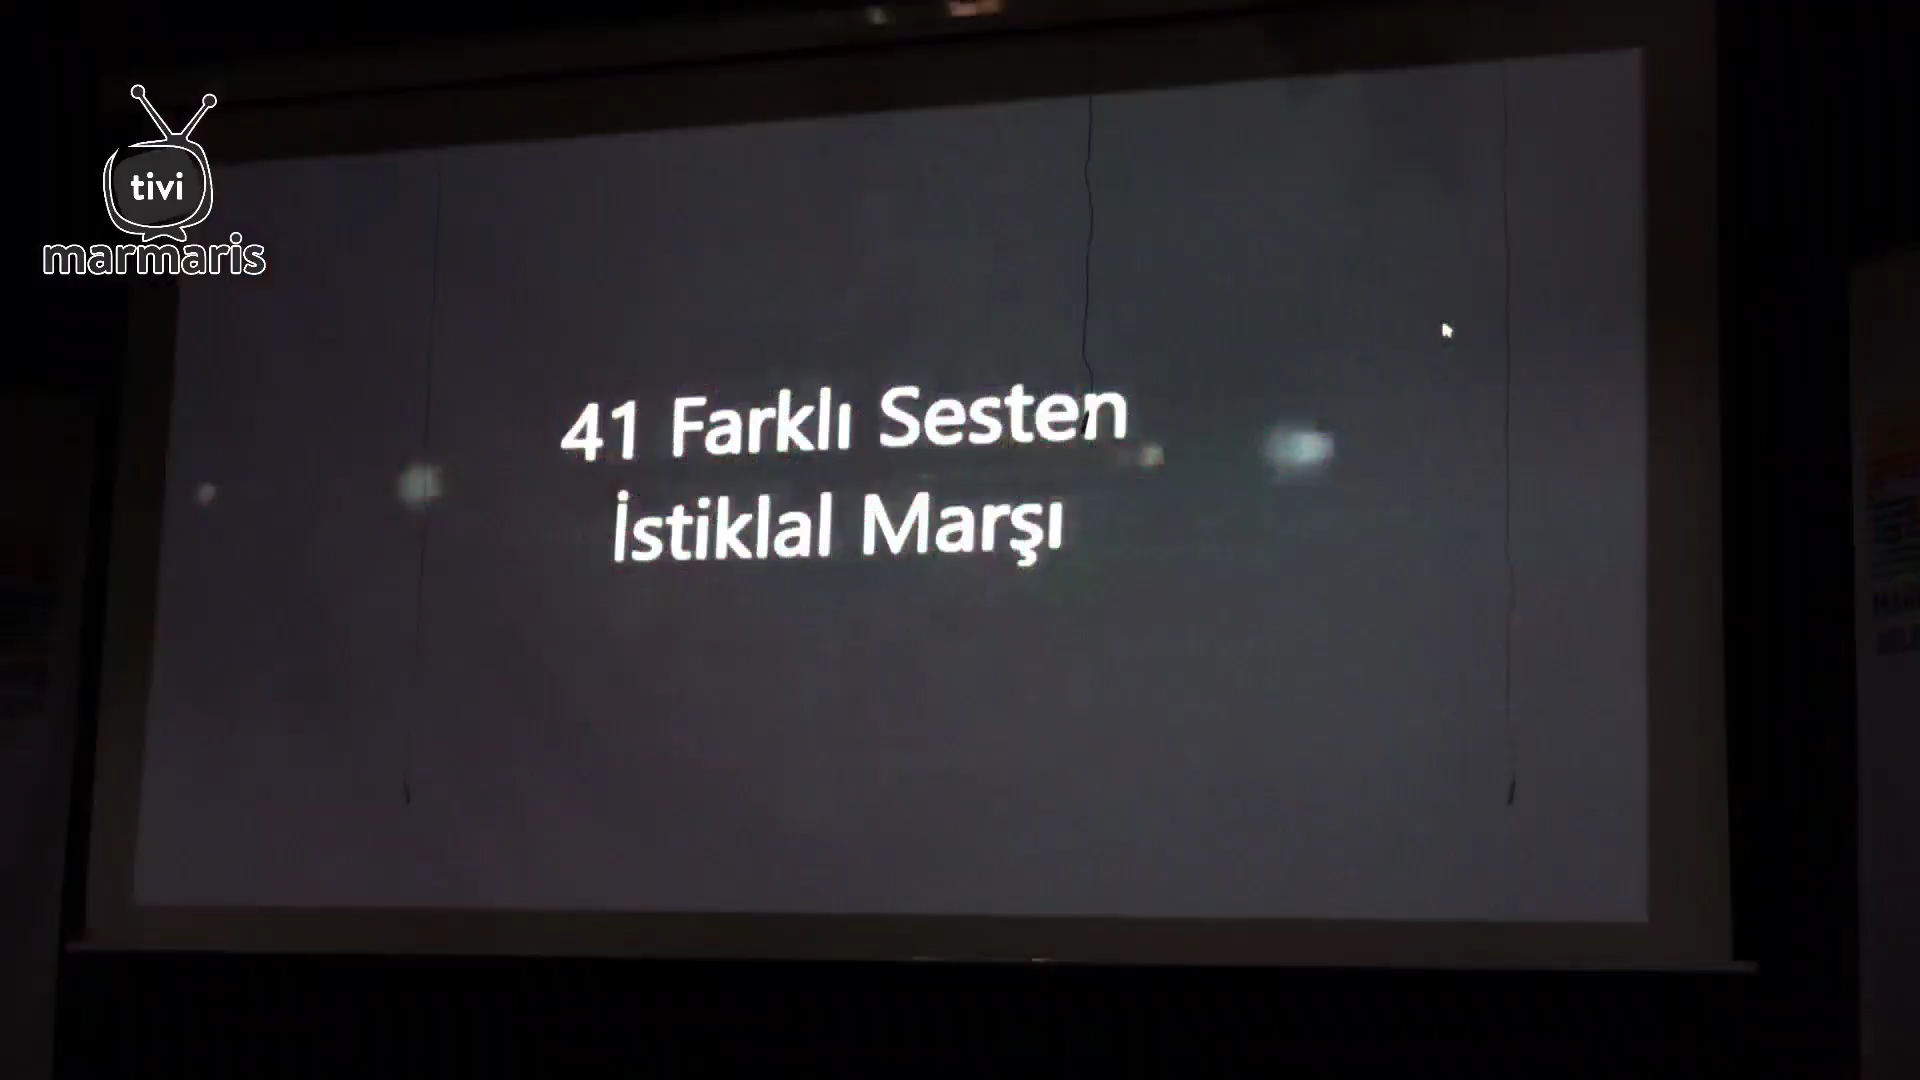 tivi
marmaris
41 Farklı Sesten
İstiklal Marşı